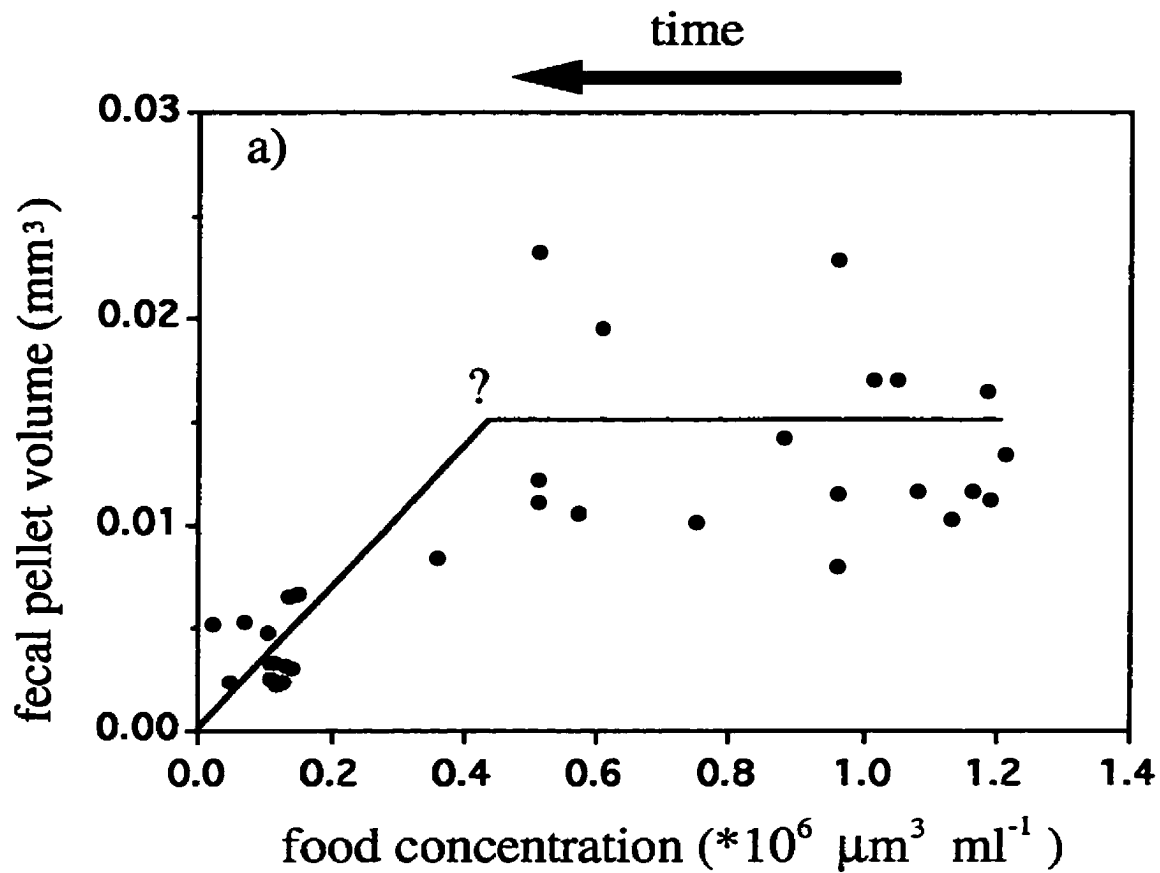 time
0.03
a)
0.02
?
0.01
0.00
0.0 0.2 0.4 0.6 0.8 1.0 1.2 1.4
fecal pellet volume (mm³)
food concentration (*10⁶ µm³ ml⁻¹)